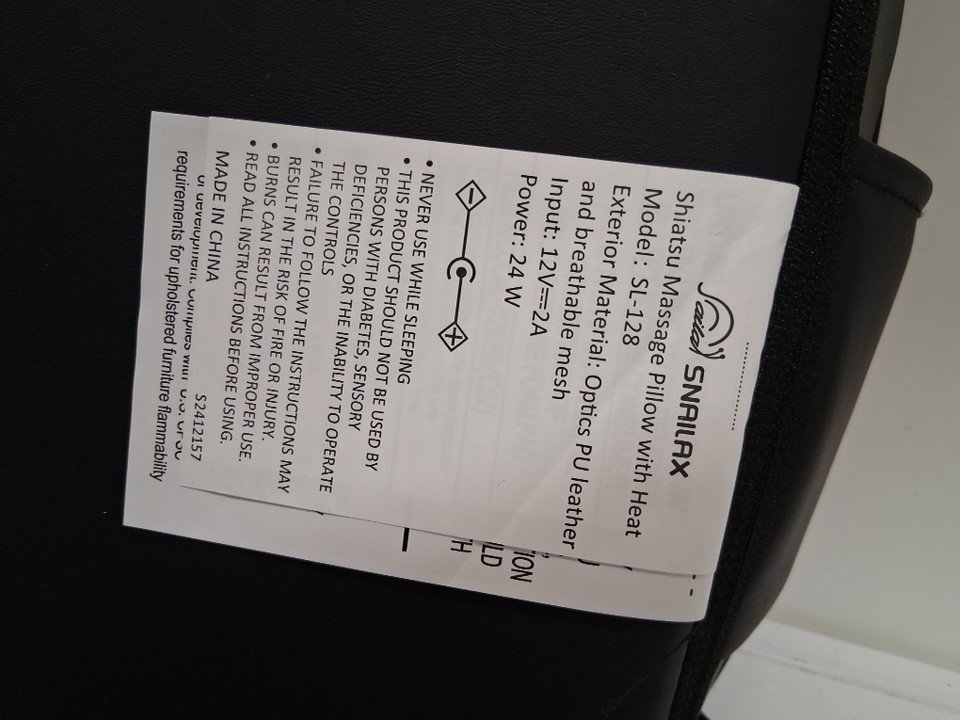 SNAILAX
Shiatsu Massage Pillow with Heat
Model: SL-128
Exterior Material: Optics PU leather
and breathable mesh
Input: 12V⎓2A
Power: 24 W
• NEVER USE WHILE SLEEPING
• THIS PRODUCT SHOULD NOT BE USED BY
PERSONS WITH DIABETES, SENSORY
DEFICIENCIES, OR THE INABILITY TO OPERATE
THE CONTROLS
• FAILURE TO FOLLOW THE INSTRUCTIONS MAY
RESULT IN THE RISK OF FIRE OR INJURY.
• BURNS CAN RESULT FROM IMPROPER USE.
• READ ALL INSTRUCTIONS BEFORE USING.
MADE IN CHINA
S2412157
requirements for upholstered furniture flammability